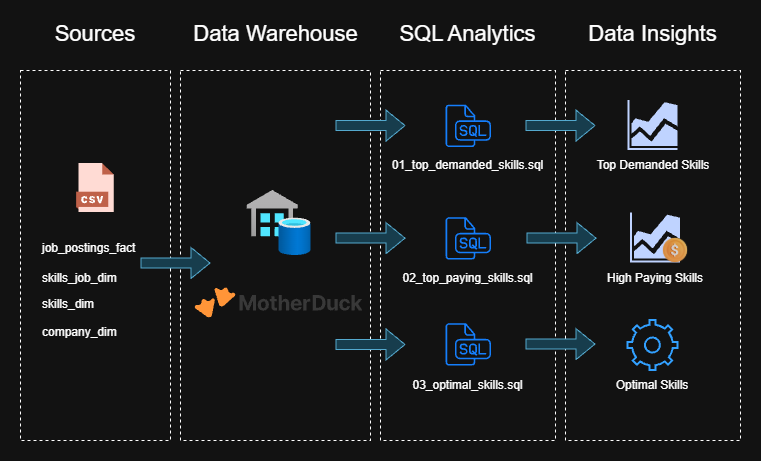 Sources
Data Warehouse
SQL Analytics
Data Insights
CSV
job_postings_fact
skills_job_dim
skills_dim
company_dim
MotherDuck
SQL
01_top_demanded_skills.sql
SQL
02_top_paying_skills.sql
SQL
03_optimal_skills.sql
Top Demanded Skills
$
High Paying Skills
Optimal Skills